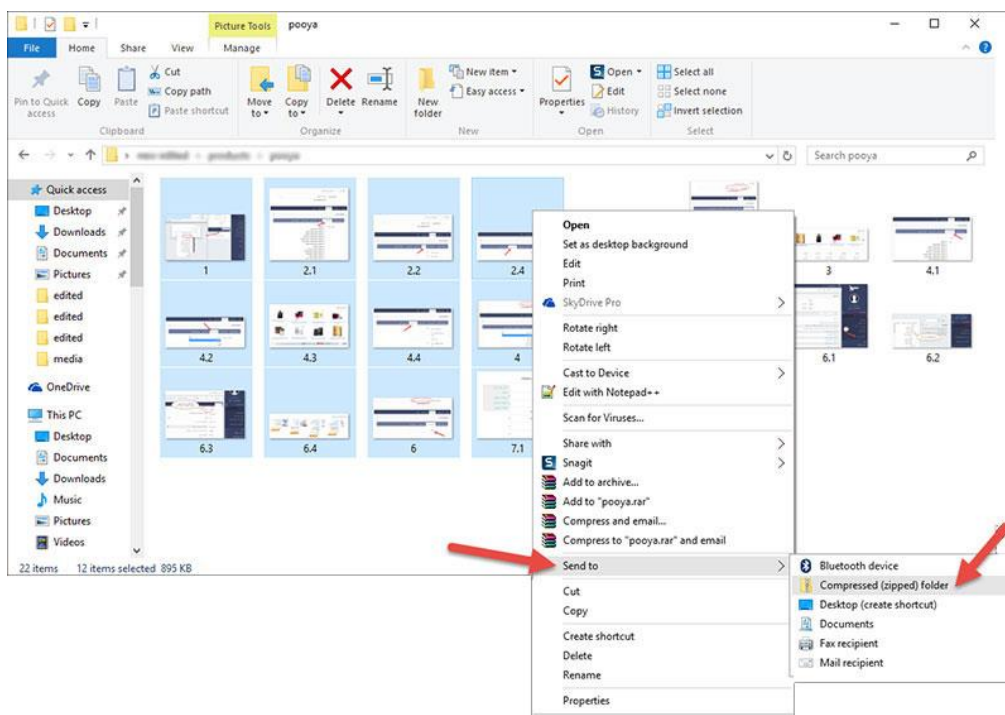 Picture Tools pooya
File Home Share View Manage
Pin to Quick access
Copy
Paste
Cut
Copy path
Paste shortcut
Clipboard
Move to
Copy to
Delete
Rename
Organize
New folder
New item
Easy access
New
Properties
Open
Edit
History
Open
Select all
Select none
Invert selection
Select
Search pooya
Quick access
Desktop
Downloads
Documents
Pictures
edited
edited
edited
media
OneDrive
This PC
Desktop
Documents
Downloads
Music
Pictures
Videos
1 2.1 2.2 2.4 3 4.1
4.2 4.3 4.4 4 6.1 6.2
6.3 6.4 6 7.1
22 items 12 items selected 895 KB
Open
Set as desktop background
Edit
Print
SkyDrive Pro
Rotate right
Rotate left
Cast to Device
Edit with Notepad++
Scan for Viruses...
Share with
Snagit
Add to archive...
Add to "pooya.rar"
Compress and email...
Compress to "pooya.rar" and email
Send to
Cut
Copy
Create shortcut
Delete
Rename
Properties
Bluetooth device
Compressed (zipped) folder
Desktop (create shortcut)
Documents
Fax recipient
Mail recipient